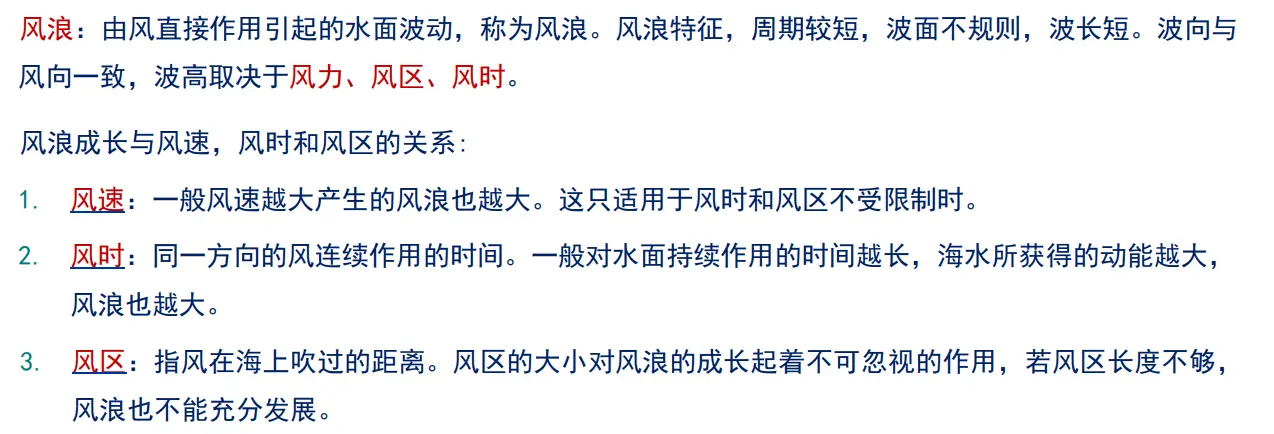 风浪：由风直接作用引起的水面波动，称为风浪。风浪特征，周期较短，波面不规则，波长短。波向与
风向一致，波高取决于风力、风区、风时。
风浪成长与风速，风时和风区的关系：
1. 风速：一般风速越大产生的风浪也越大。这只适用于风时和风区不受限制时。
2. 风时：同一方向的风连续作用的时间。一般对水面持续作用的时间越长，海水所获得的动能越大，
风浪也越大。
3. 风区：指风在海上吹过的距离。风区的大小对风浪的成长起着不可忽视的作用，若风区长度不够，
风浪也不能充分发展。